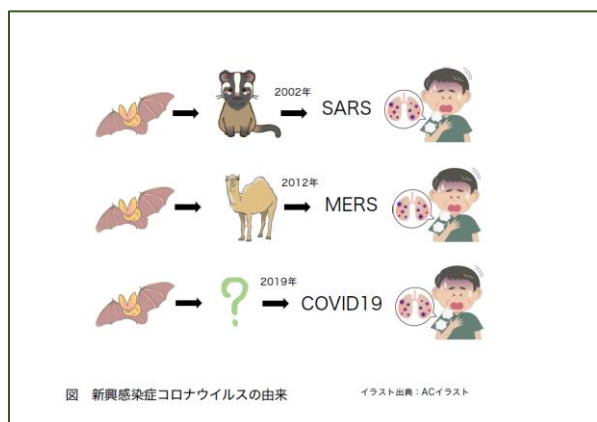 2002年
SARS
2012年
MERS
?
2019年
COVID19
図 新興感染症コロナウイルスの由来
イラスト出典：ACイラスト